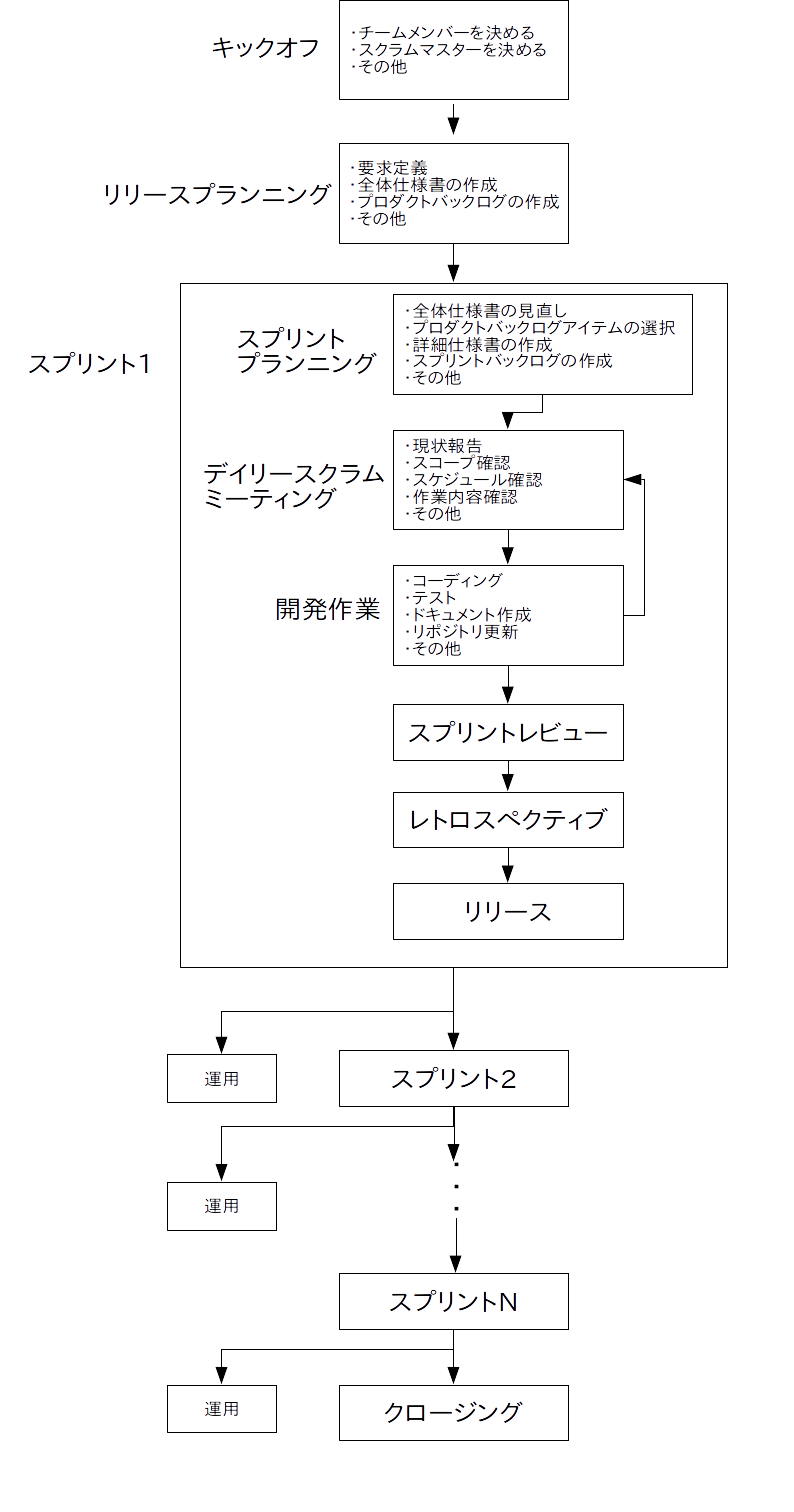 キックオフ
・チームメンバーを決める
・スクラムマスターを決める
・その他
リリースプランニング
・要求定義
・全体仕様書の作成
・プロダクトバックログの作成
・その他
スプリント1
スプリント
プランニング
・全体仕様書の見直し
・プロダクトバックログアイテムの選択
・詳細仕様書の作成
・スプリントバックログの作成
・その他
デイリースクラム
ミーティング
・現状報告
・スコープ確認
・スケジュール確認
・作業内容確認
・その他
開発作業
・コーディング
・テスト
・ドキュメント作成
・リポジトリ更新
・その他
スプリントレビュー
レトロスペクティブ
リリース
運用
スプリント2
運用
スプリントN
運用
クロージング